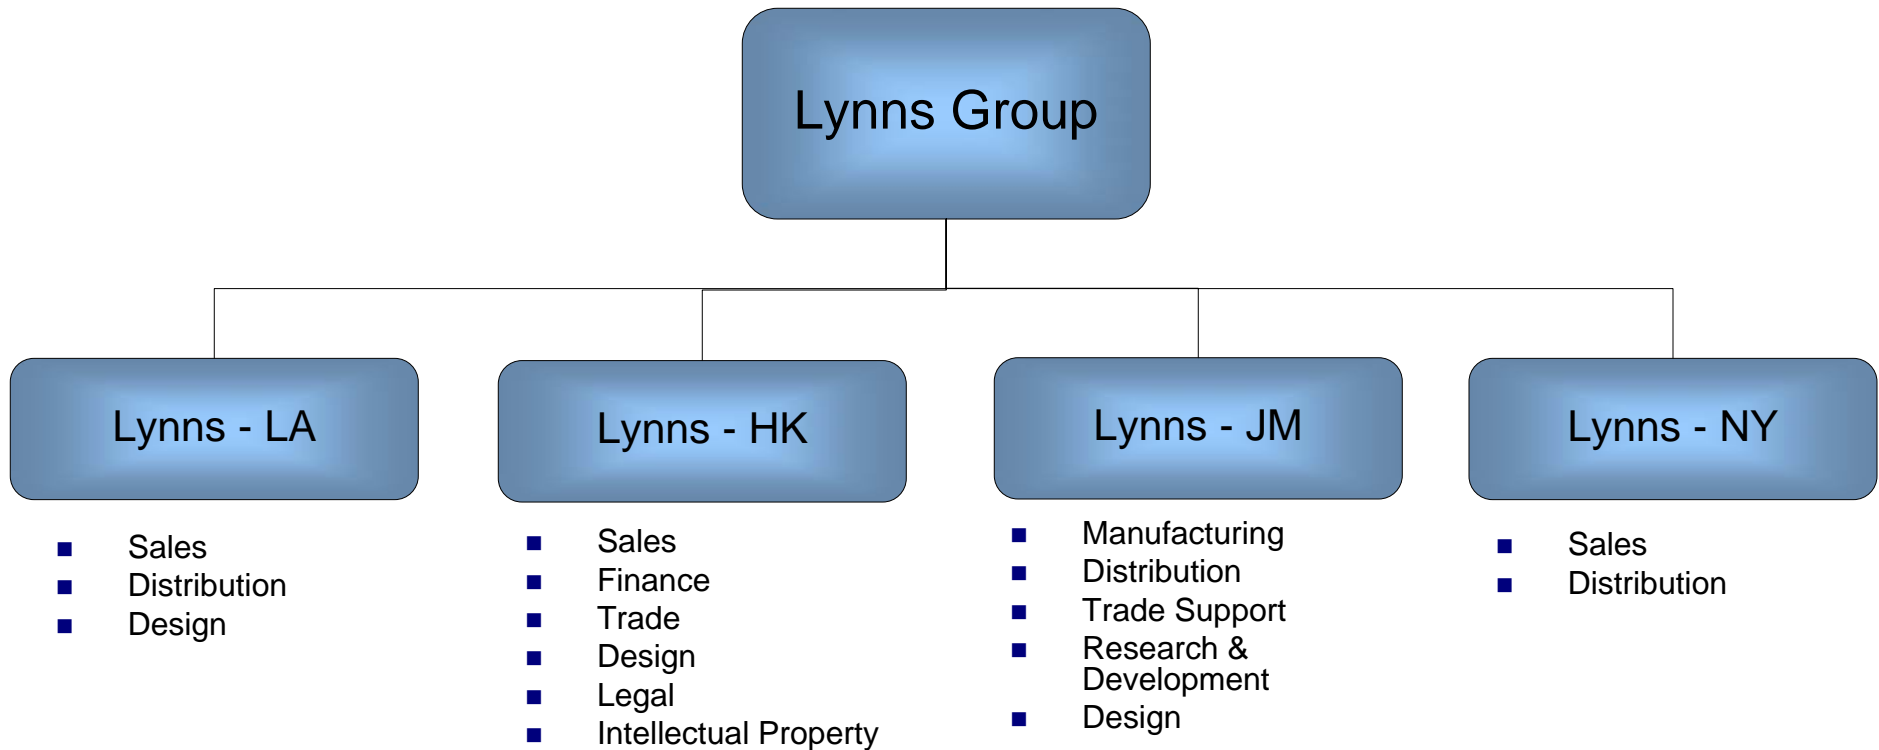 Lynns Group
Lynns - LA
Sales
Distribution
Design
Lynns - HK
Sales
Finance
Trade
Design
Legal
Intellectual Property
Lynns - JM
Manufacturing
Distribution
Trade Support
Research &
Development
Design
Lynns - NY
Sales
Distribution